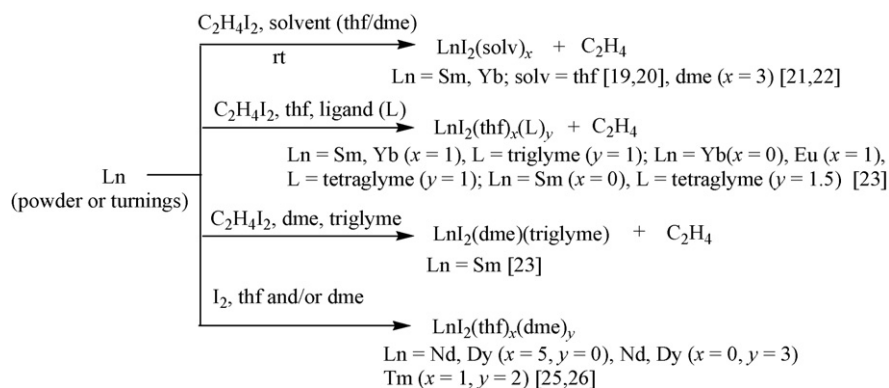 C₂H₄I₂, solvent (thf/dme)
rt
LnI₂(solv)ₓ + C₂H₄
Ln = Sm, Yb; solv = thf [19,20], dme (x = 3) [21,22]
C₂H₄I₂, thf, ligand (L)
LnI₂(thf)ₓ(L)ᵧ + C₂H₄
Ln = Sm, Yb (x = 1), L = triglyme (y = 1); Ln = Yb(x = 0), Eu (x = 1),
L = tetraglyme (y = 1); Ln = Sm (x = 0), L = tetraglyme (y = 1.5) [23]
Ln
(powder or turnings)
C₂H₄I₂, dme, triglyme
LnI₂(dme)(triglyme) + C₂H₄
Ln = Sm [23]
I₂, thf and/or dme
LnI₂(thf)ₓ(dme)ᵧ
Ln = Nd, Dy (x = 5, y = 0), Nd, Dy (x = 0, y = 3)
Tm (x = 1, y = 2) [25,26]